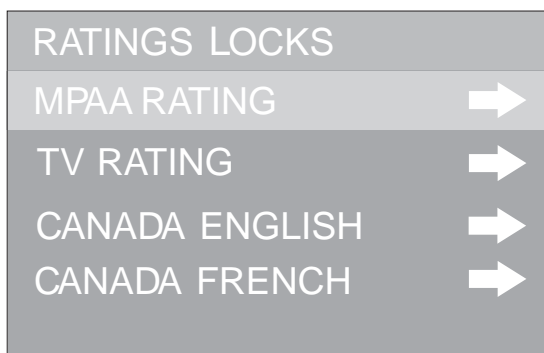 RATINGS LOCKS
MPAA RATING
TV RATING
CANADA ENGLISH
CANADA FRENCH